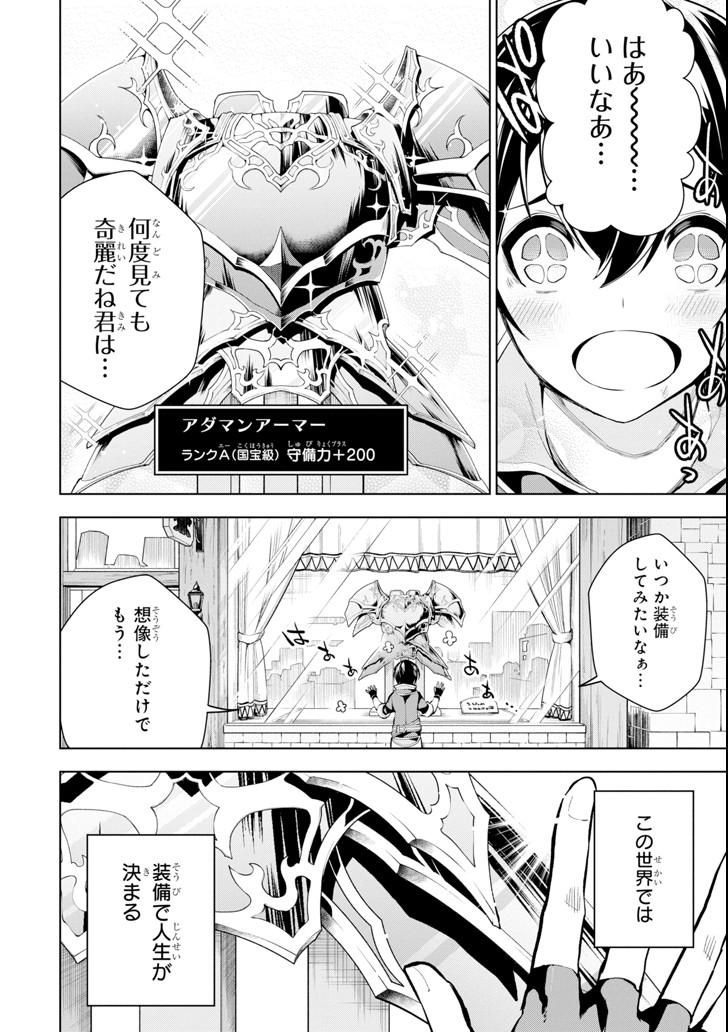 はあ〜〜〜〜…
いいなあ…
何度見ても
奇麗だね君は…
アダマンアーマー
ランクA(国宝級) 守備力+200
いつか装備
してみたいなぁ…
想像しただけで
もう…
はぁ
はぁ
はぁ
はぁ
この世界では
装備で人生が
決まる